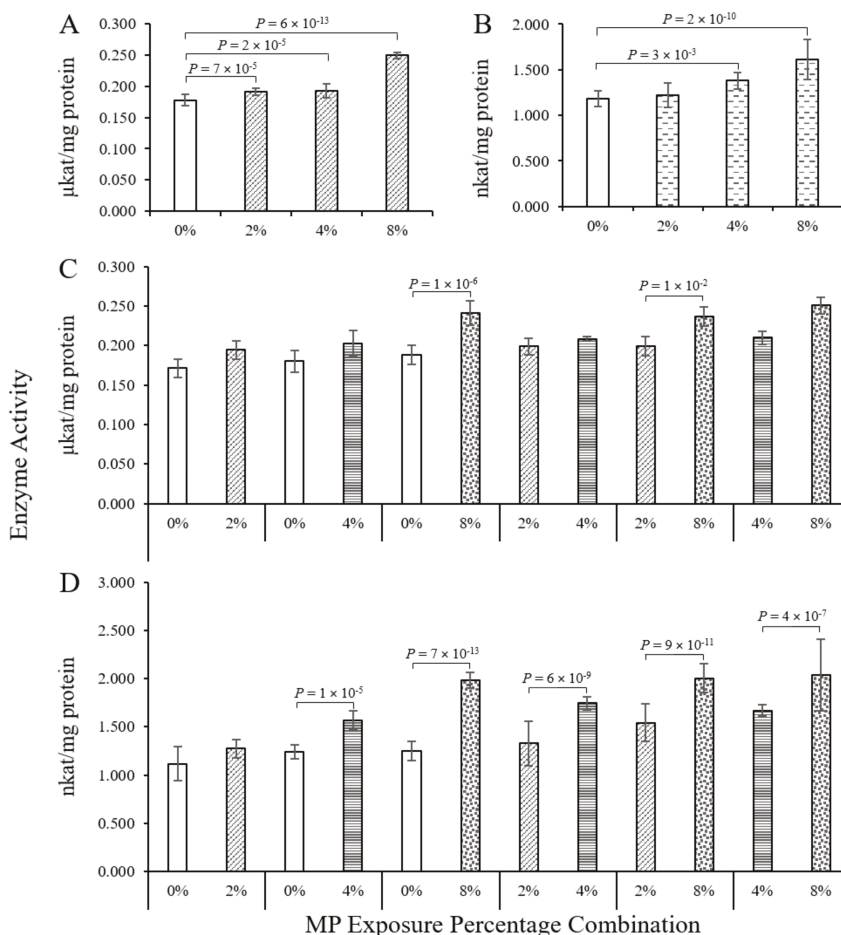 A
P = 6 × 10-13
P = 2 × 10-5
P = 7 × 10-5
0.300
0.250
0.200
0.150
0.100
0.050
0.000
μkat/mg protein
0% 2% 4% 8%
B
P = 2 × 10-10
P = 3 × 10-3
2.000
1.500
1.000
0.500
0.000
nkat/mg protein
0% 2% 4% 8%
Enzyme Activity
C
P = 1 × 10-6
P = 1 × 10-2
0.300
0.250
0.200
0.150
0.100
0.050
0.000
μkat/mg protein
0% 2% 0% 4% 0% 8% 2% 4% 2% 8% 4% 8%
D
P = 4 × 10-7
P = 9 × 10-11
P = 7 × 10-13
P = 6 × 10-9
P = 1 × 10-5
3.000
2.500
2.000
1.500
1.000
0.500
0.000
nkat/mg protein
0% 2% 0% 4% 0% 8% 2% 4% 2% 8% 4% 8%
MP Exposure Percentage Combination